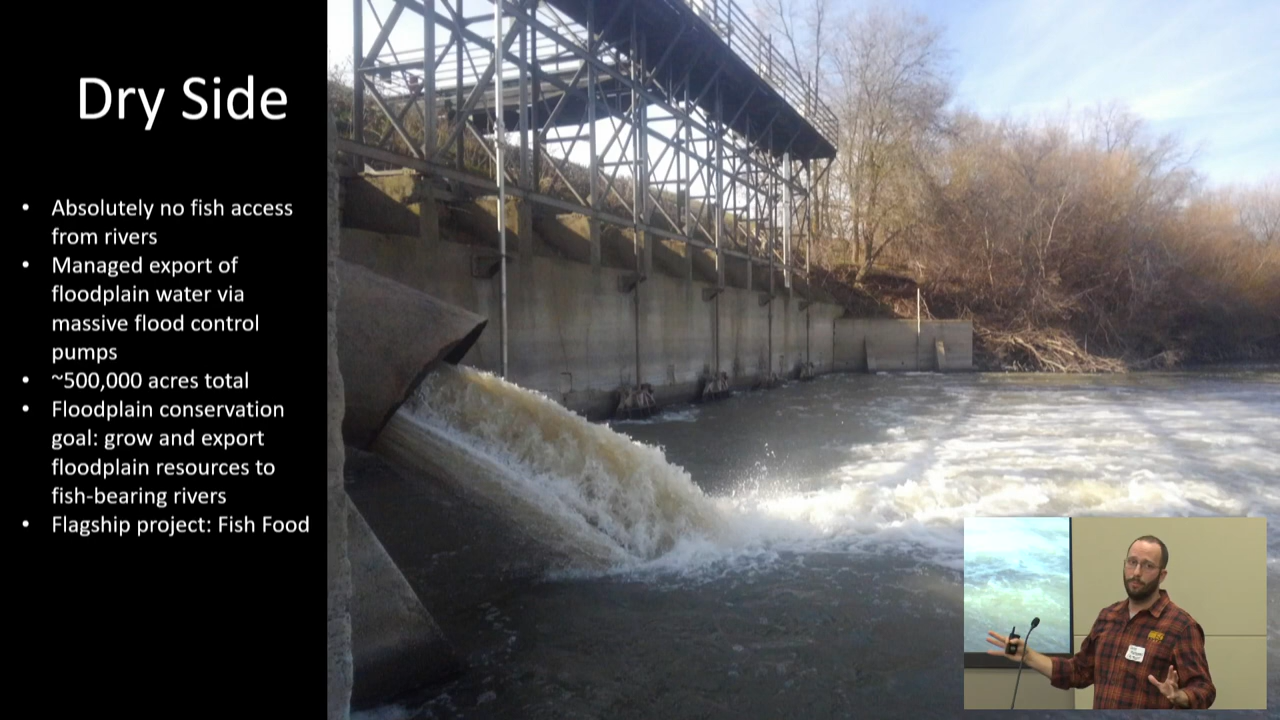 Dry Side
• Absolutely no fish access
from rivers
• Managed export of
floodplain water via
massive flood control
pumps
• ~500,000 acres total
• Floodplain conservation
goal: grow and export
floodplain resources to
fish-bearing rivers
• Flagship project: Fish Food